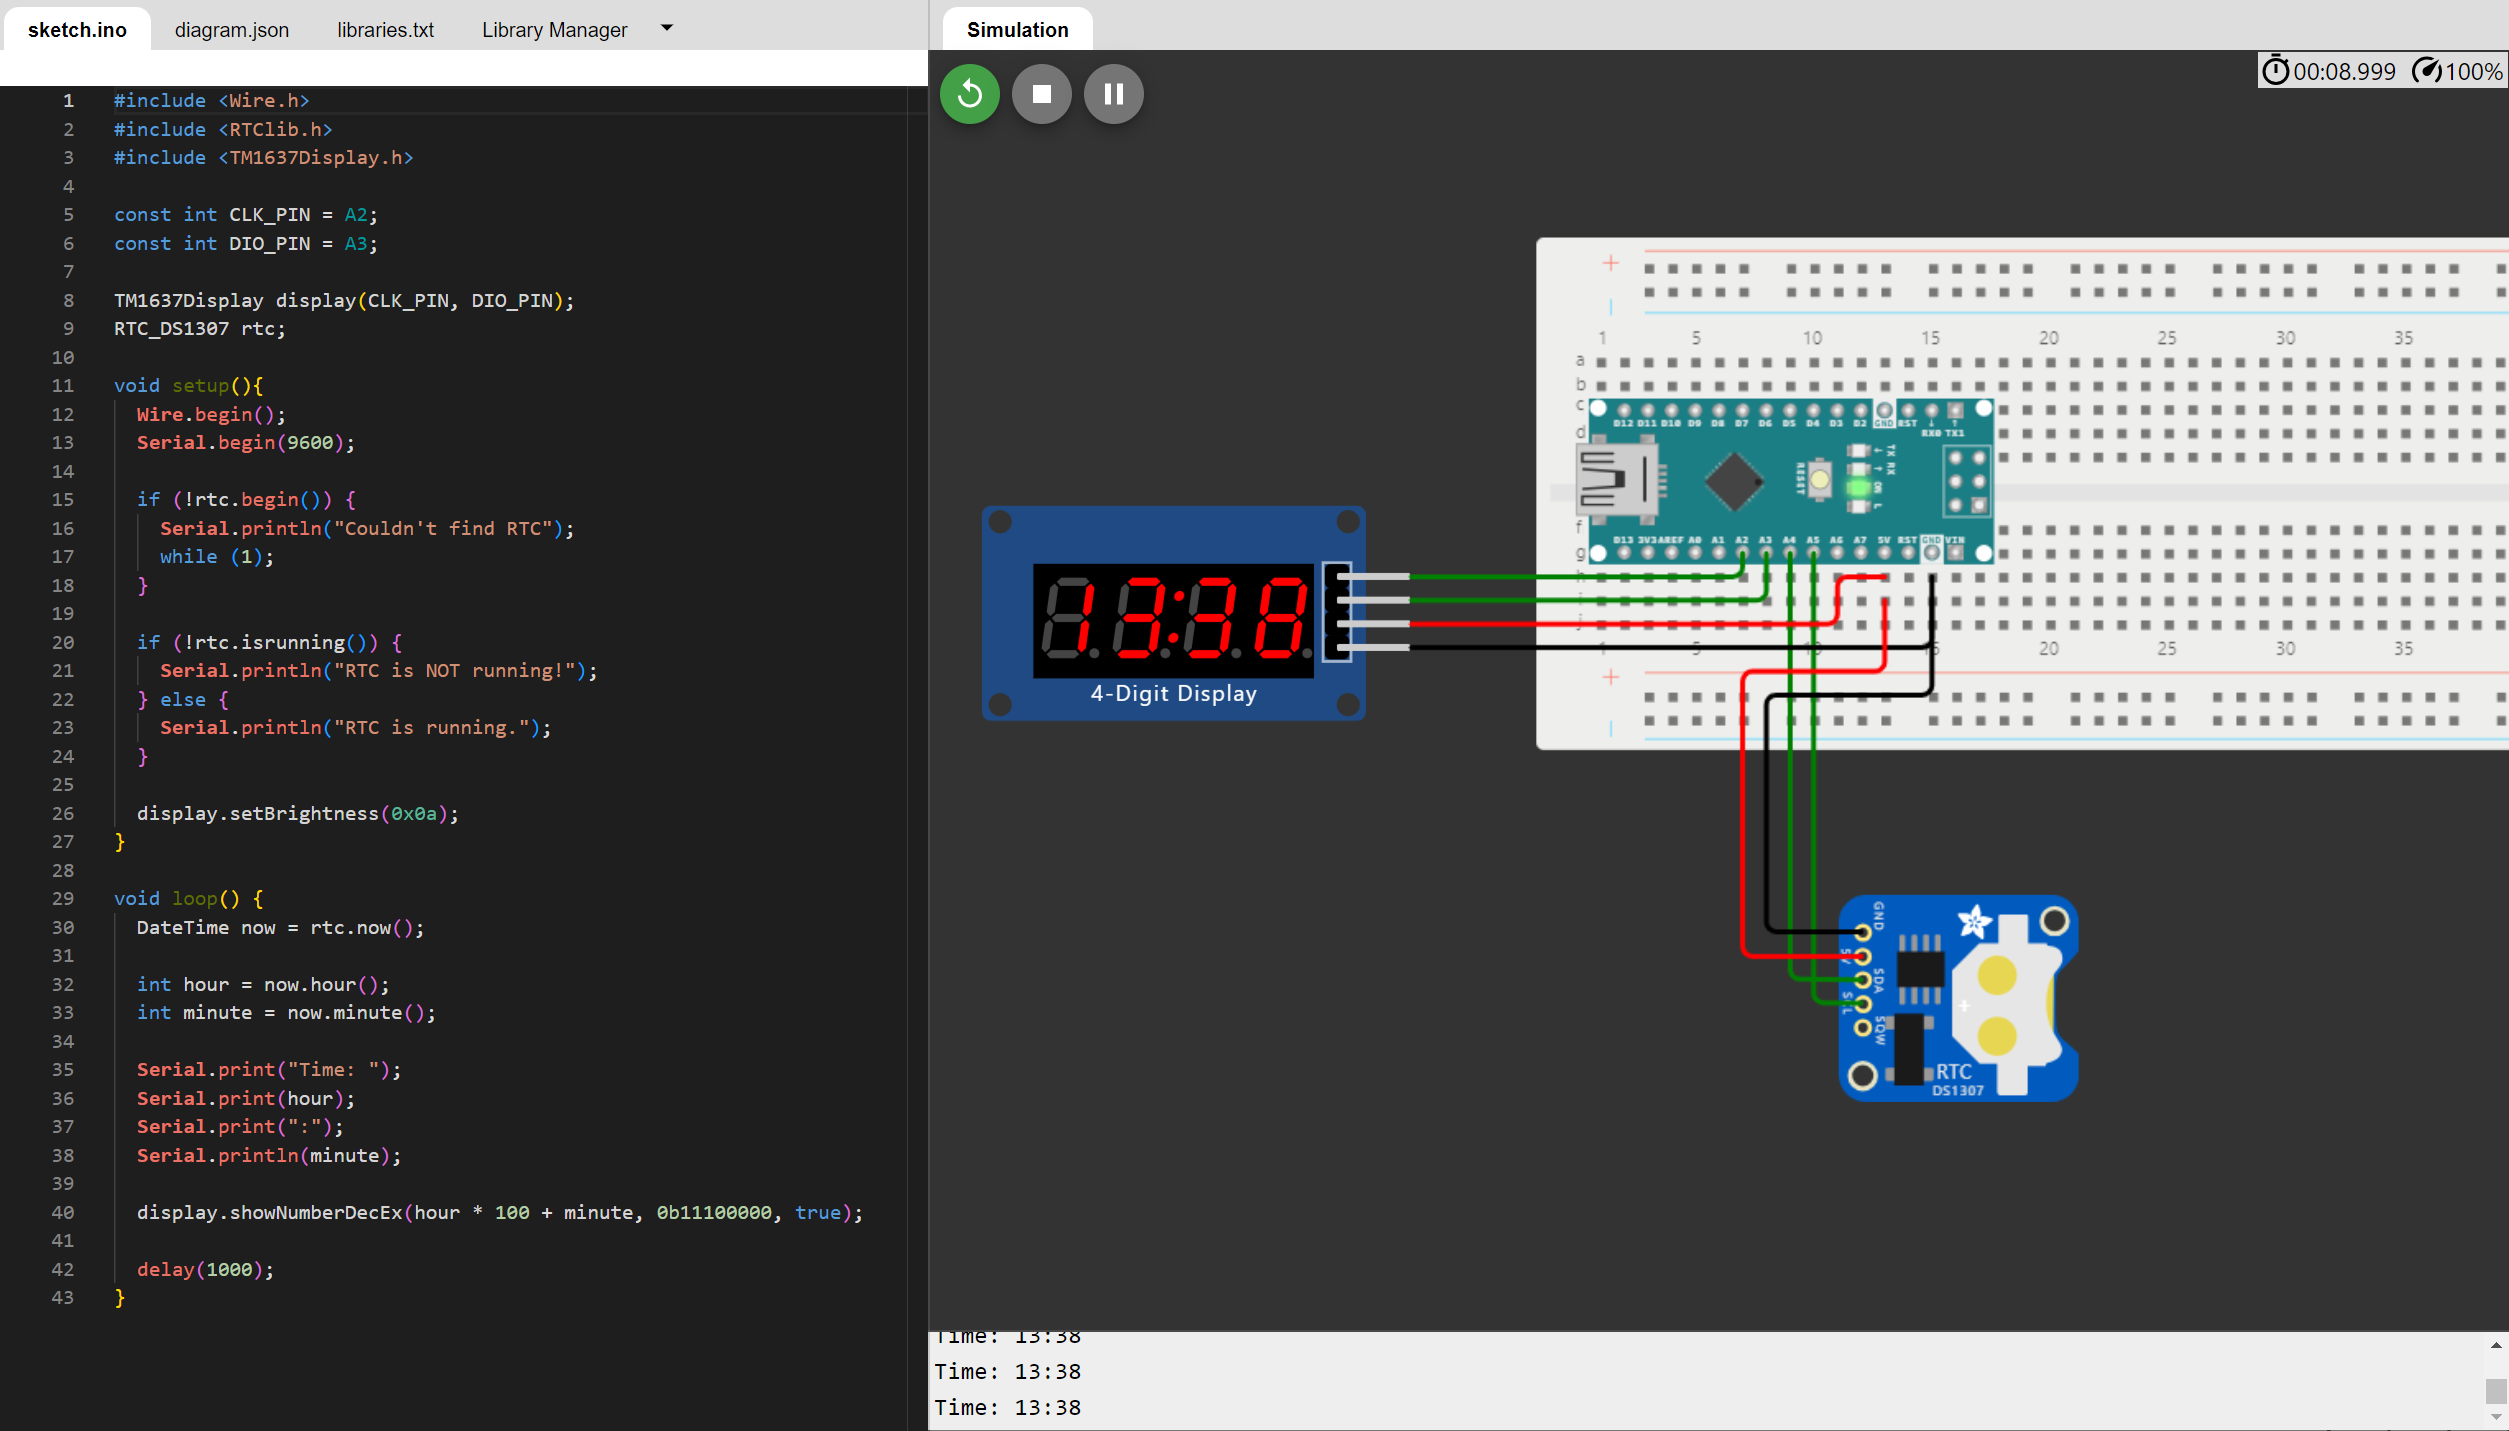 sketch.ino diagram.json libraries.txt Library Manager
1 #include <Wire.h>
2 #include <RTClib.h>
3 #include <TM1637Display.h>
4
5 const int CLK_PIN = A2;
6 const int DIO_PIN = A3;
7
8 TM1637Display display(CLK_PIN, DIO_PIN);
9 RTC_DS1307 rtc;
10
11 void setup(){
12 Wire.begin();
13 Serial.begin(9600);
14
15 if (!rtc.begin()) {
16 Serial.println("Couldn't find RTC");
17 while (1);
18 }
19
20 if (!rtc.isrunning()) {
21 Serial.println("RTC is NOT running!");
22 } else {
23 Serial.println("RTC is running.");
24 }
25
26 display.setBrightness(0x0a);
27 }
28
29 void loop() {
30 DateTime now = rtc.now();
31
32 int hour = now.hour();
33 int minute = now.minute();
34
35 Serial.print("Time: ");
36 Serial.print(hour);
37 Serial.print(":");
38 Serial.println(minute);
39
40 display.showNumberDecEx(hour * 100 + minute, 0b11100000, true);
41
42 delay(1000);
43 }
Simulation
00:08.999 100%
+
1 5 10 15 20 25 30 35
a
b
c
d
D12 D11 D10 D9 D8 D7 D6 D5 D4 D3 D2 GND RST
RX0 TX1
RESET
TX
RX
ON
L
f
g
D13 3V3 AREF A0 A1 A2 A3 A4 A5 A6 A7 5V RST GND VIN
5 20 25 30 35
+
13:38
4-Digit Display
GND
5V
SDA
SCL
SQW
RTC
DS1307
Time: 13:38
Time: 13:38
Time: 13:38